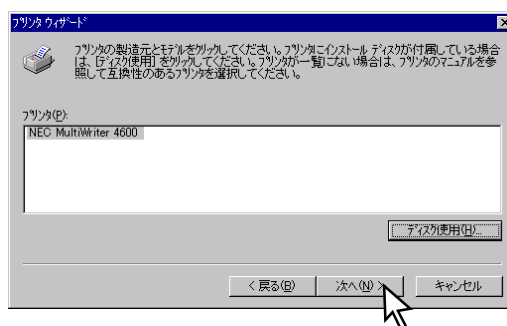 プリンタ ウィザード
プリンタの製造元とモデルをクリックしてください。プリンタにインストール ディスクが付属している場合
は、[ディスク使用] をクリックしてください。プリンタが一覧にない場合は、プリンタのマニュアルを参
照して互換性のあるプリンタを選択してください。
プリンタ(P):
NEC MultiWriter 4600
ディスク使用(H)...
< 戻る(B)
次へ(N) >
キャンセル